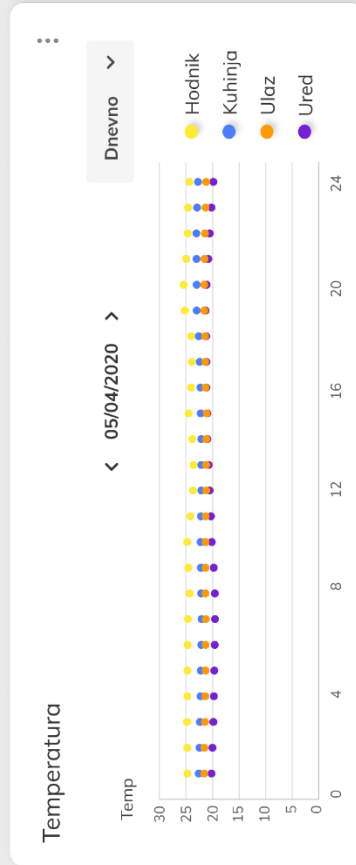 Temperatura
05/04/2020
Dnevno
Temp
30
25
20
15
10
5
0
0
4
8
12
16
20
24
Hodnik
Kuhinja
Ulaz
Ured